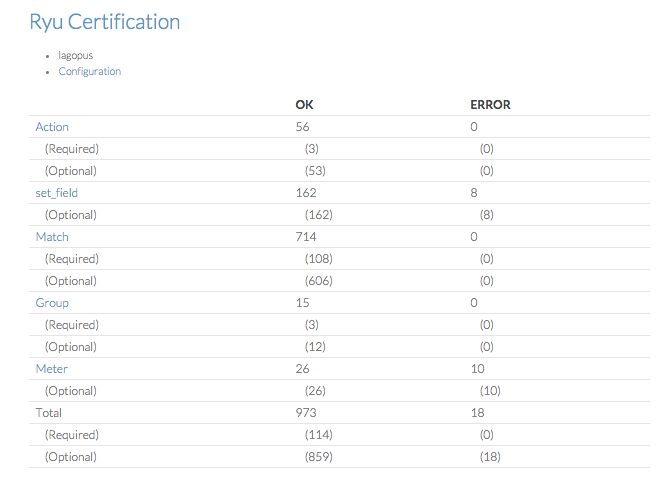 Ryu Certification
lagopus
Configuration
OK ERROR
Action 56 0
(Required) (3) (0)
(Optional) (53) (0)
set_field 162 8
(Optional) (162) (8)
Match 714 0
(Required) (108) (0)
(Optional) (606) (0)
Group 15 0
(Required) (3) (0)
(Optional) (12) (0)
Meter 26 10
(Optional) (26) (10)
Total 973 18
(Required) (114) (0)
(Optional) (859) (18)